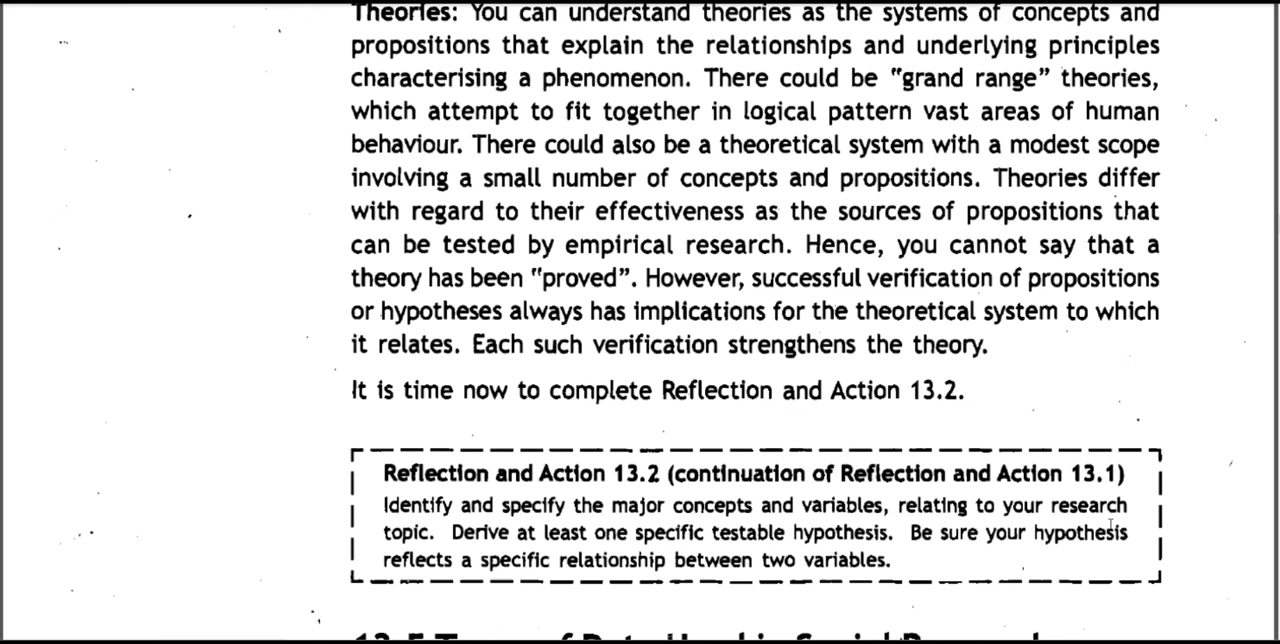 Theories: You can understand theories as the systems of concepts and
propositions that explain the relationships and underlying principles
characterising a phenomenon. There could be "grand range" theories,
which attempt to fit together in logical pattern vast areas of human
behaviour. There could also be a theoretical system with a modest scope
involving a small number of concepts and propositions. Theories differ
with regard to their effectiveness as the sources of propositions that
can be tested by empirical research. Hence, you cannot say that a
theory has been "proved". However, successful verification of propositions
or hypotheses always has implications for the theoretical system to which
it relates. Each such verification strengthens the theory.
It is time now to complete Reflection and Action 13.2.
Reflection and Action 13.2 (continuation of Reflection and Action 13.1)
Identify and specify the major concepts and variables, relating to your research
topic. Derive at least one specific testable hypothesis. Be sure your hypothesis
reflects a specific relationship between two variables.